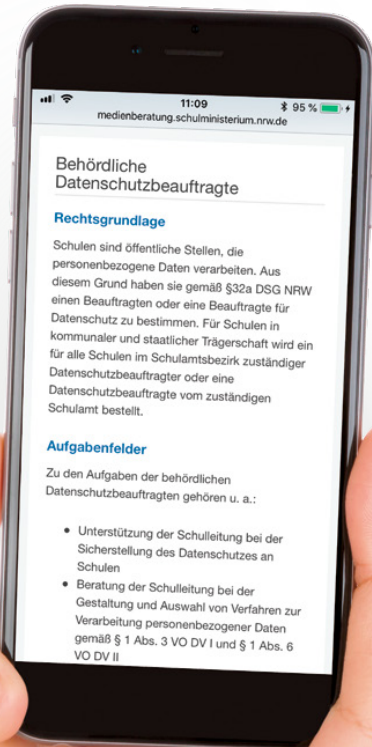 11:09
95 %
medienberatung.schulministerium.nrw.de
Behördliche
Datenschutzbeauftragte
Rechtsgrundlage
Schulen sind öffentliche Stellen, die
personenbezogene Daten verarbeiten. Aus
diesem Grund haben sie gemäß §32a DSG NRW
einen Beauftragten oder eine Beauftragte für
Datenschutz zu bestimmen. Für Schulen in
kommunaler und staatlicher Trägerschaft wird ein
für alle Schulen im Schulamtsbezirk zuständiger
Datenschutzbeauftragter oder eine
Datenschutzbeauftragte vom zuständigen
Schulamt bestellt.
Aufgabenfelder
Zu den Aufgaben der behördlichen
Datenschutzbeauftragten gehören u. a.:
• Unterstützung der Schulleitung bei der
Sicherstellung des Datenschutzes an
Schulen
• Beratung der Schulleitung bei der
Gestaltung und Auswahl von Verfahren zur
Verarbeitung personenbezogener Daten
gemäß § 1 Abs. 3 VO DV I und § 1 Abs. 6
VO DV II